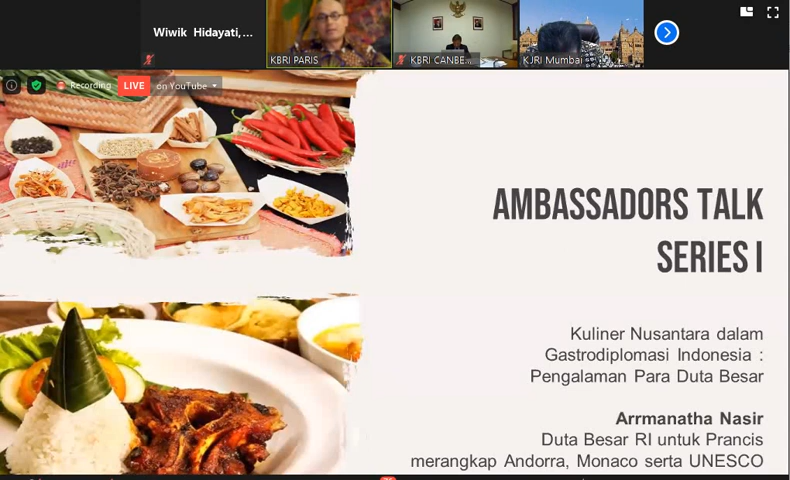 Wiwik Hidayati,...
KBRI PARIS
KBRI CANBE...
KJRI Mumbai
Recording
LIVE
on YouTube
AMBASSADORS TALK
SERIES I
Kuliner Nusantara dalam
Gastrodiplomasi Indonesia :
Pengalaman Para Duta Besar
Arrmanatha Nasir
Duta Besar RI untuk Prancis
merangkap Andorra, Monaco serta UNESCO